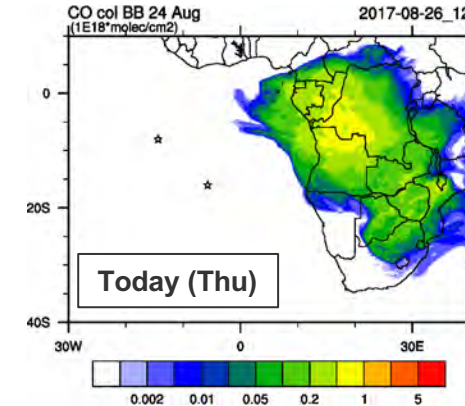 CO col BB 24 Aug 2017-08-26_12
(1E18*molec/cm2)
0
20S
Today (Thu)
40S
30W 0 30E
0.002 0.01 0.05 0.2 1 5